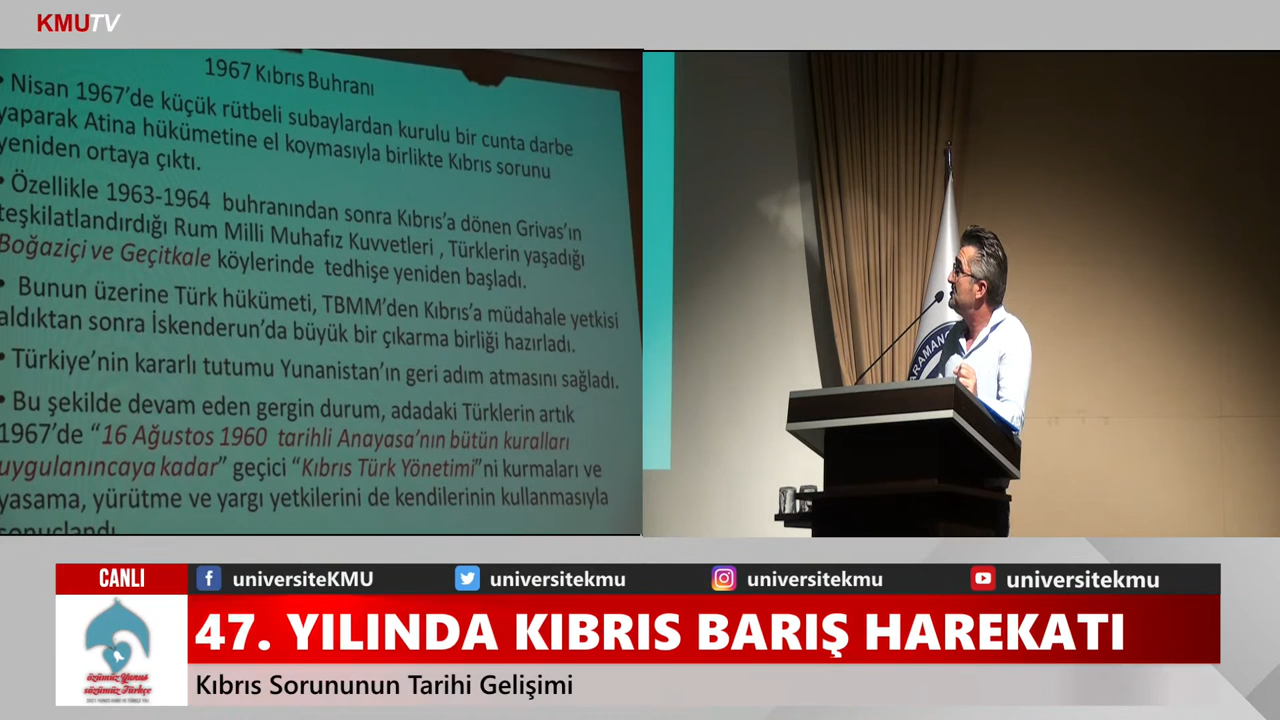 KMUTV
1967 Kıbrıs Buhranı
• Nisan 1967’de küçük rütbeli subaylardan kurulu bir cunta darbe
yaparak Atina hükümetine el koymasıyla birlikte Kıbrıs sorunu
yeniden ortaya çıktı.
• Özellikle 1963-1964 buhranından sonra Kıbrıs’a dönen Grivas’ın
teşkilatlandırdığı Rum Milli Muhafız Kuvvetleri , Türklerin yaşadığı
Boğaziçi ve Geçitkale köylerinde tedhişe yeniden başladı.
• Bunun üzerine Türk hükümeti, TBMM’den Kıbrıs’a müdahale yetkisi
aldıktan sonra İskenderun’da büyük bir çıkarma birliği hazırladı.
• Türkiye’nin kararlı tutumu Yunanistan’ın geri adım atmasını sağladı.
• Bu şekilde devam eden gergin durum, adadaki Türklerin artık
1967’de “16 Ağustos 1960 tarihli Anayasa’nın bütün kuralları
uygulanıncaya kadar” geçici “Kıbrıs Türk Yönetimi”ni kurmaları ve
yasama, yürütme ve yargı yetkilerini de kendilerinin kullanmasıyla
sonuçlandı
CANLI
universiteKMU
universitekmu
universitekmu
universitekmu
özümüz Yunus
sözümüz Türkçe
47. YILINDA KIBRIS BARIŞ HAREKATI
Kıbrıs Sorununun Tarihi Gelişimi